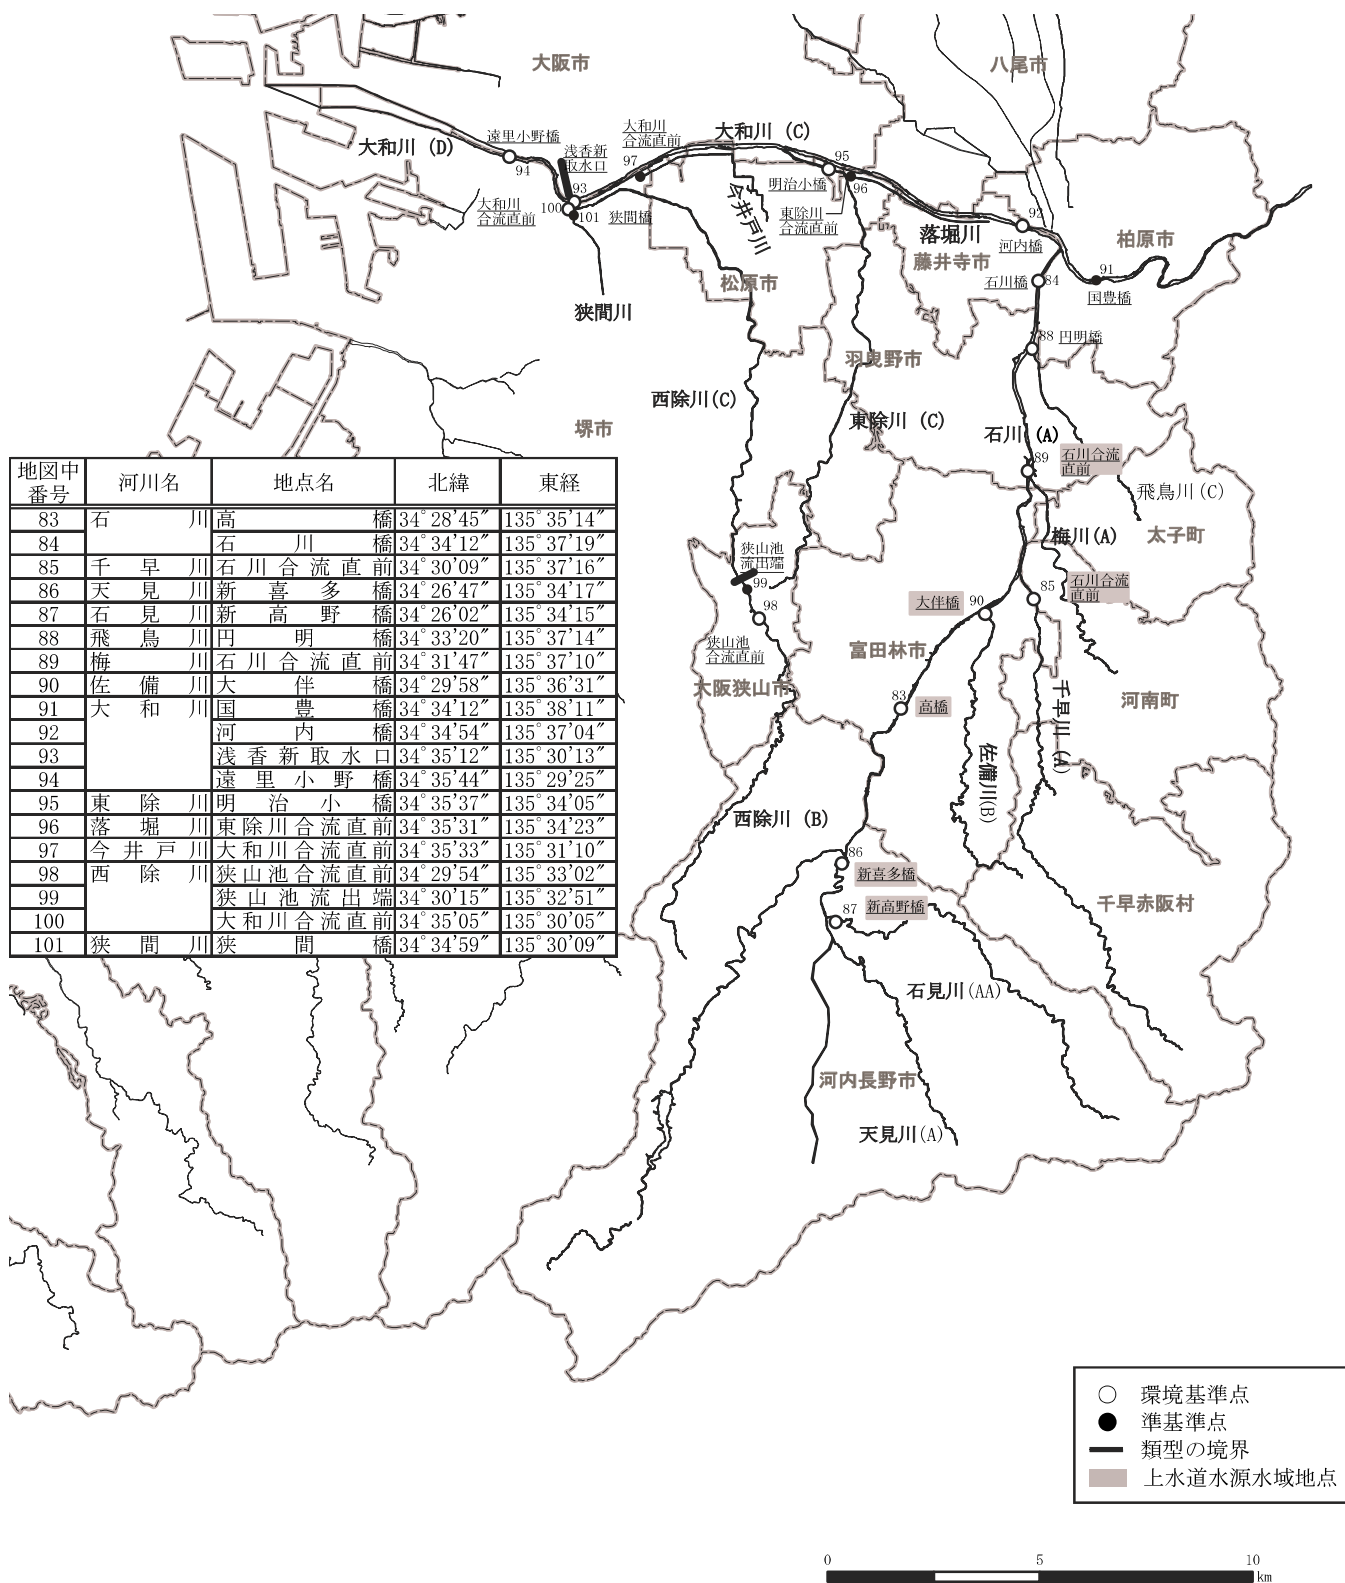 大阪市
八尾市
大和川 (D)
遠里小野橋
94
浅香新
取水口
93
大和川
合流直前
97
大和川 (C)
95
明治小橋
96
東除川
合流直前
今井戸川
大和川
合流直前
100
101
狭間橋
狭間川
松原市
落堀川
藤井寺市
92
河内橋
柏原市
91
国豊橋
石川橋
84
88
円明橋
羽曳野市
西除川(C)
東除川 (C)
堺市
石川 (A)
89
石川合流
直前
飛鳥川(C)
太子町
梅川(A)
石川合流
直前
85
地図中
番号
河川名 地点名 北緯 東経
83 石川 高橋 34°28′45″ 135°35′14″
84 石川橋 34°34′12″ 135°37′19″
85 千早川 石川合流直前 34°30′09″ 135°37′16″
86 天見川 新喜多橋 34°26′47″ 135°34′17″
87 石見川 新高野橋 34°26′02″ 135°34′15″
88 飛鳥川 円明橋 34°33′20″ 135°37′14″
89 梅川 石川合流直前 34°31′47″ 135°37′10″
90 佐備川 大伴橋 34°29′58″ 135°36′31″
91 大和川 国豊橋 34°34′12″ 135°38′11″
92 河内橋 34°34′54″ 135°37′04″
93 浅香新取水口 34°35′12″ 135°30′13″
94 遠里小野橋 34°35′44″ 135°29′25″
95 東除川 明治小橋 34°35′37″ 135°34′05″
96 落堀川 東除川合流直前 34°35′31″ 135°34′23″
97 今井戸川 大和川合流直前 34°35′33″ 135°31′10″
98 西除川 狭山池合流直前 34°29′54″ 135°33′02″
99 狭山池流出端 34°30′15″ 135°32′51″
100 大和川合流直前 34°35′05″ 135°30′05″
101 狭間川 狭間橋 34°34′59″ 135°30′09″
狭山池
流出端
99
98
狭山池
合流直前
大阪狭山市
大伴橋
90
富田林市
83
高橋
河南町
千早川 (A)
佐備川(B)
西除川 (B)
86
新喜多橋
87
新高野橋
千早赤阪村
石見川(AA)
河内長野市
天見川(A)
環境基準点
準基準点
類型の境界
上水道水源水域地点
0 5 10
km